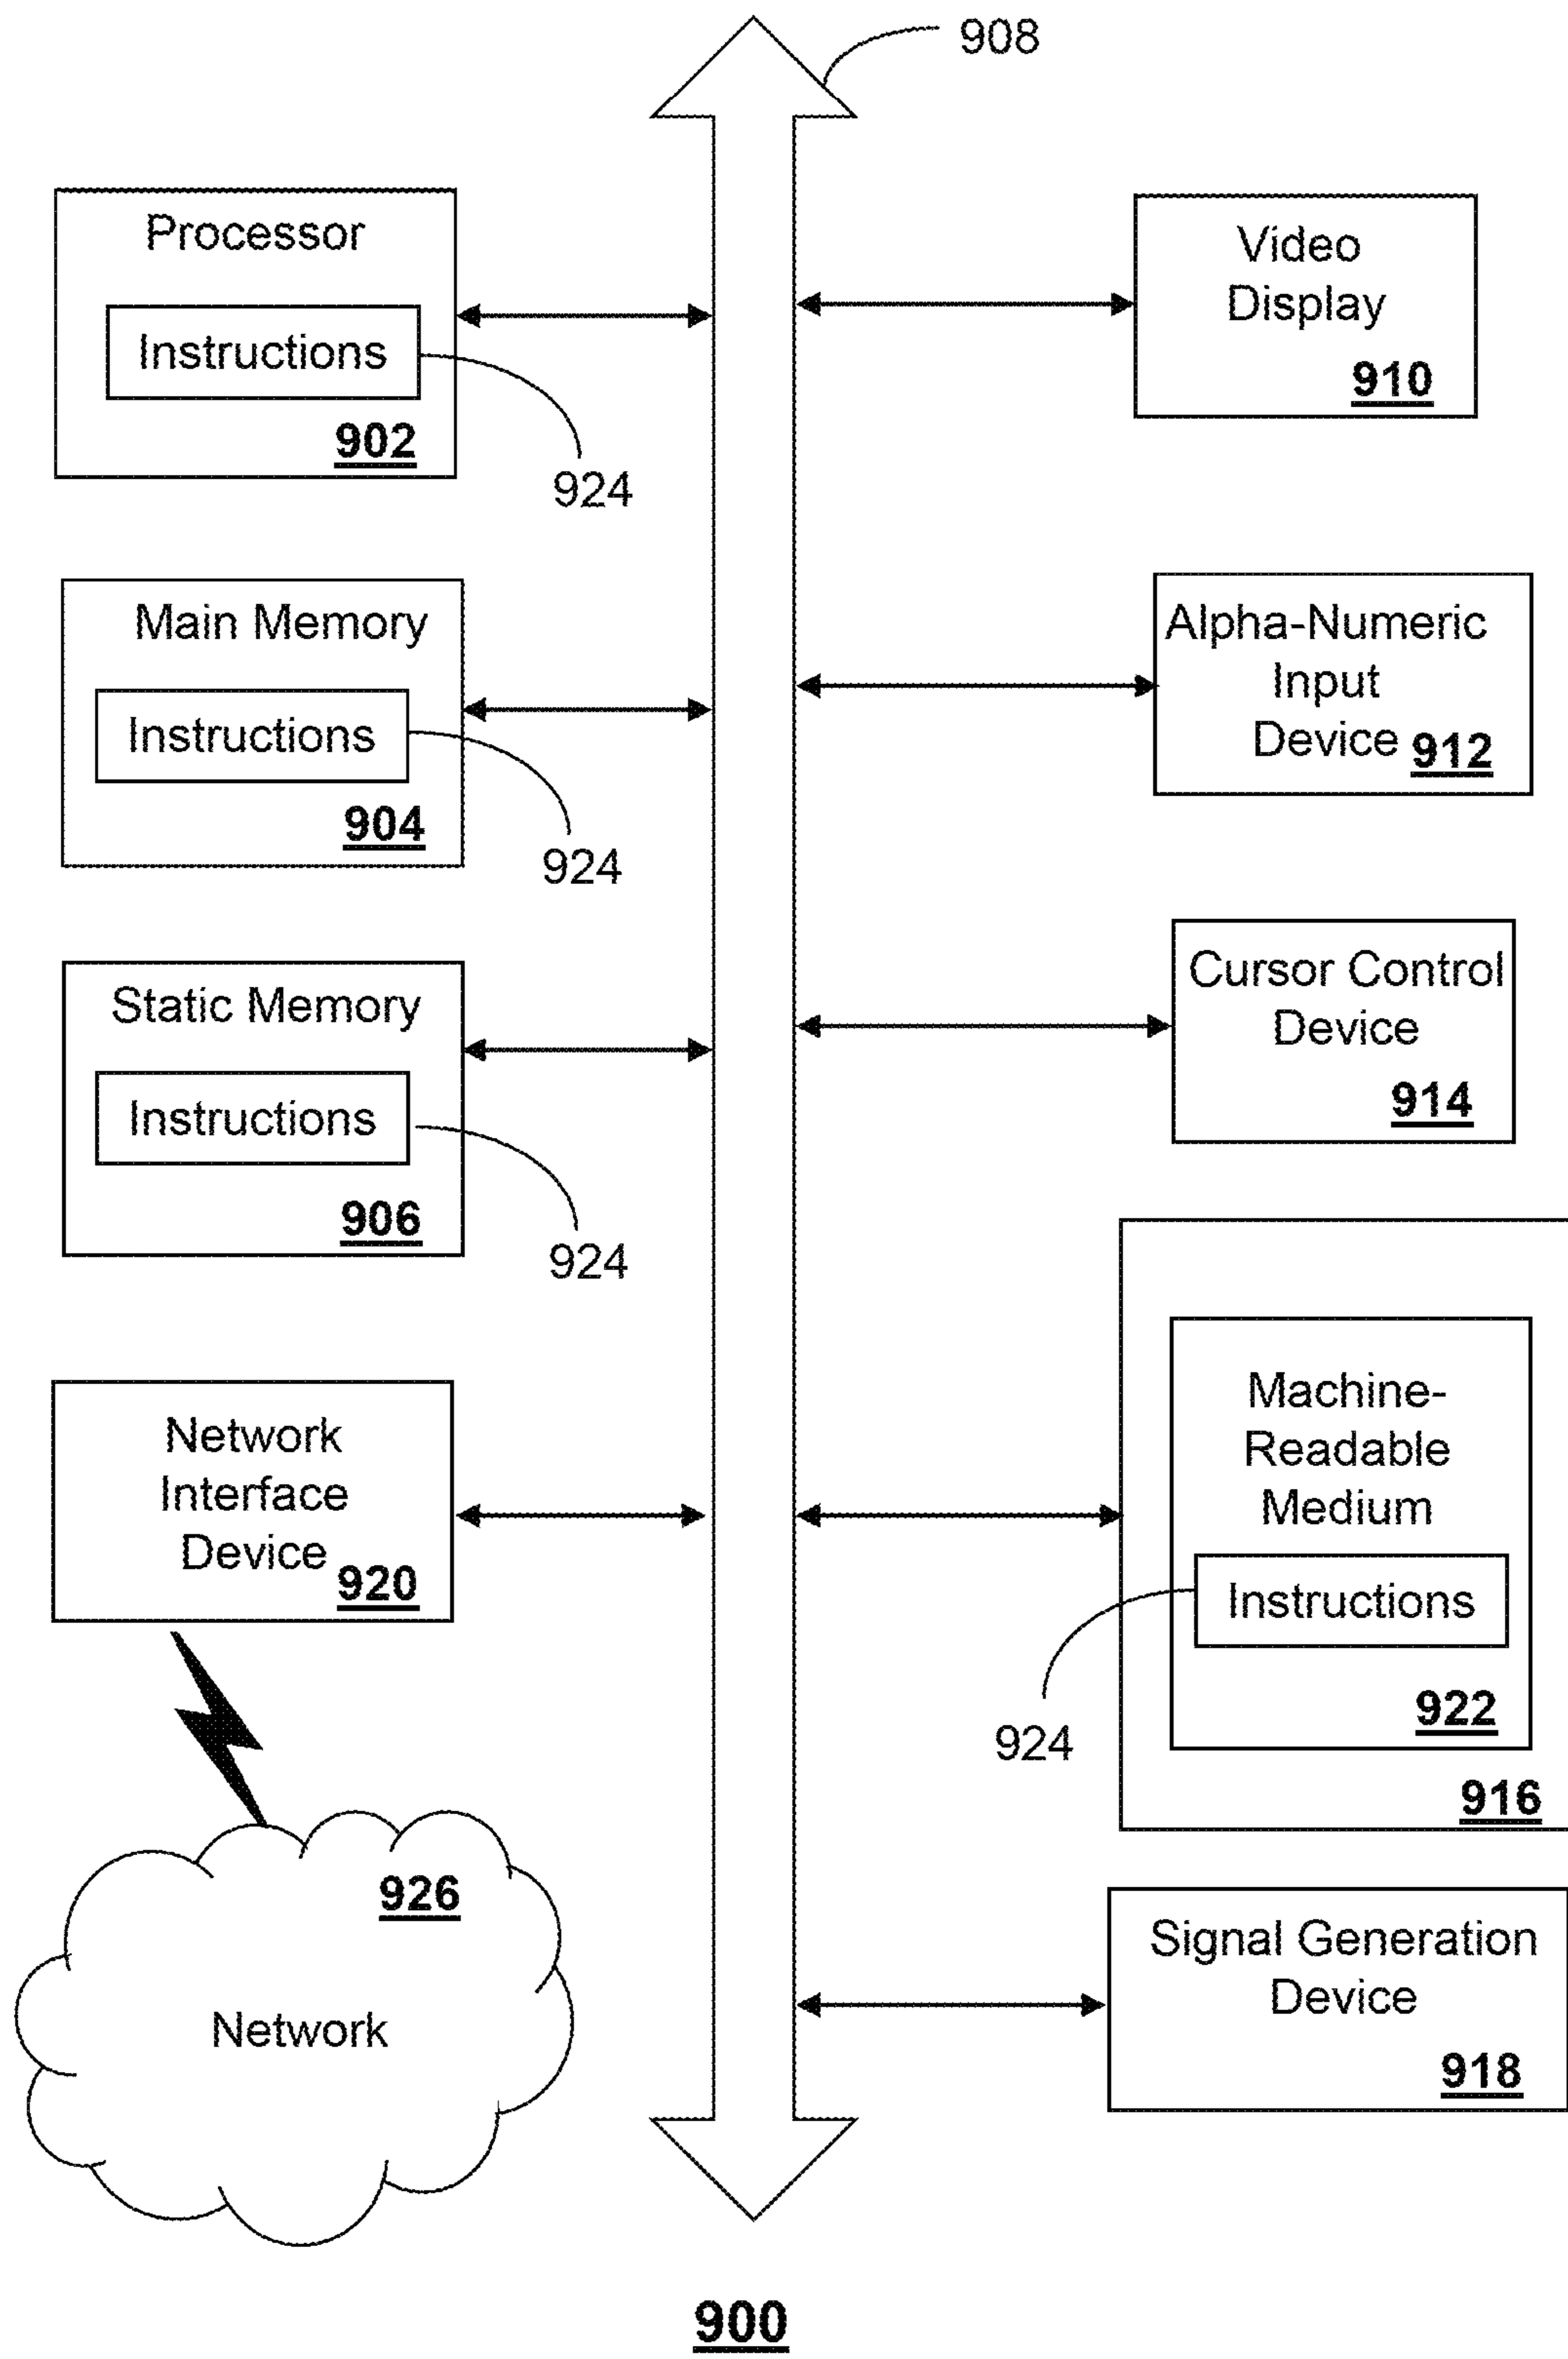 908
Processor
Instructions
902
924
Main Memory
Instructions
904
924
Static Memory
Instructions
906
924
Network
Interface
Device
920
926
Network
Video
Display
910
Alpha-Numeric
Input
Device 912
Cursor Control
Device
914
Machine-
Readable
Medium
Instructions
924
922
916
Signal Generation
Device
918
900